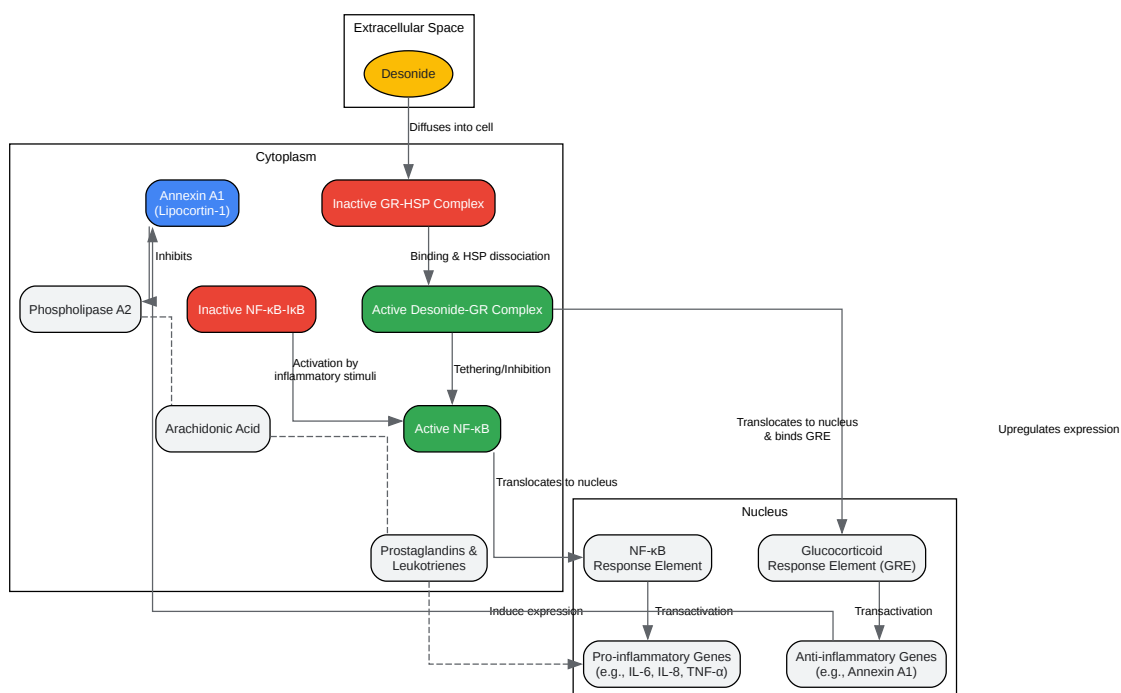 Extracellular Space
Desonide
Diffuses into cell
Cytoplasm
Annexin A1
(Lipocortin-1)
Inactive GR-HSP Complex
Inhibits
Binding & HSP dissociation
Phospholipase A2
Inactive NF-κB-IκB
Active Desonide-GR Complex
Activation by
inflammatory stimuli
Tethering/Inhibition
Arachidonic Acid
Active NF-κB
Translocates to nucleus
& binds GRE
Upregulates expression
Translocates to nucleus
Nucleus
Prostaglandins &
Leukotrienes
NF-κB
Response Element
Glucocorticoid
Response Element (GRE)
Induce expression
Transactivation
Transactivation
Pro-inflammatory Genes
(e.g., IL-6, IL-8, TNF-α)
Anti-inflammatory Genes
(e.g., Annexin A1)